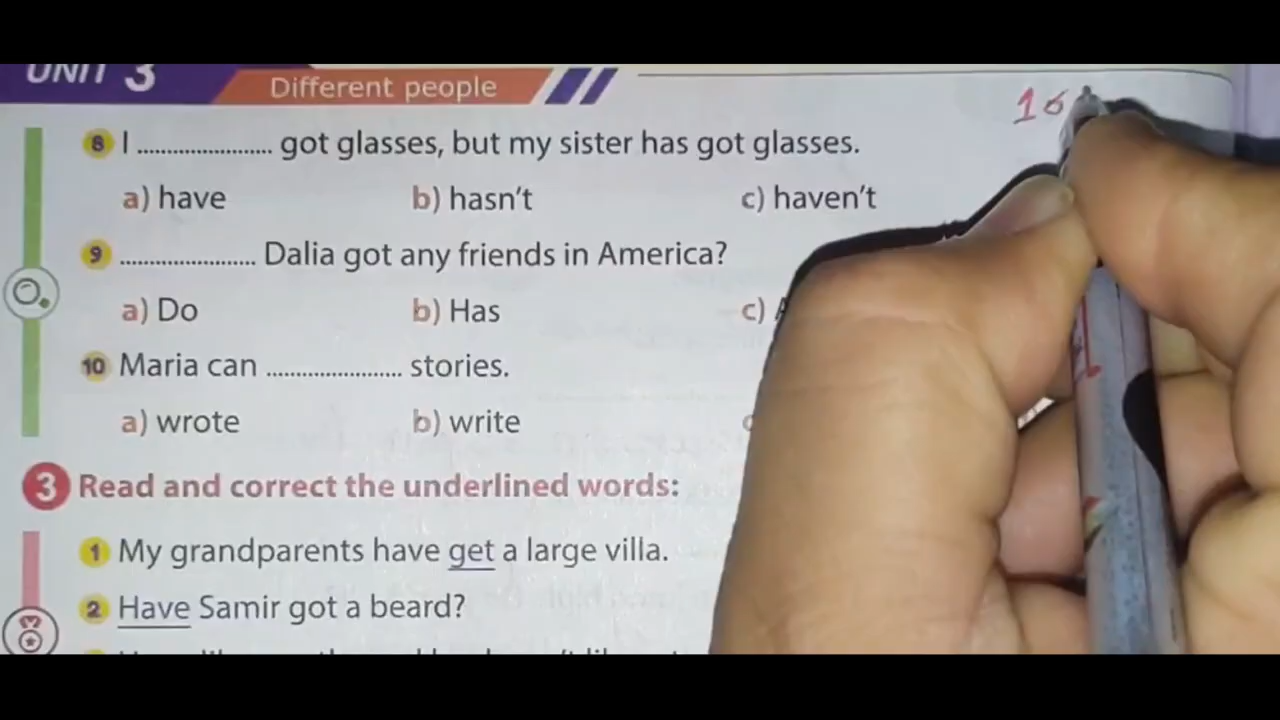 UNIT 3
Different people
16
8 I ...................... got glasses, but my sister has got glasses.
a) have b) hasn't c) haven't
9 ...................... Dalia got any friends in America?
a) Do b) Has c)
10 Maria can ...................... stories.
a) wrote b) write
3 Read and correct the underlined words:
1 My grandparents have get a large villa.
2 Have Samir got a beard?